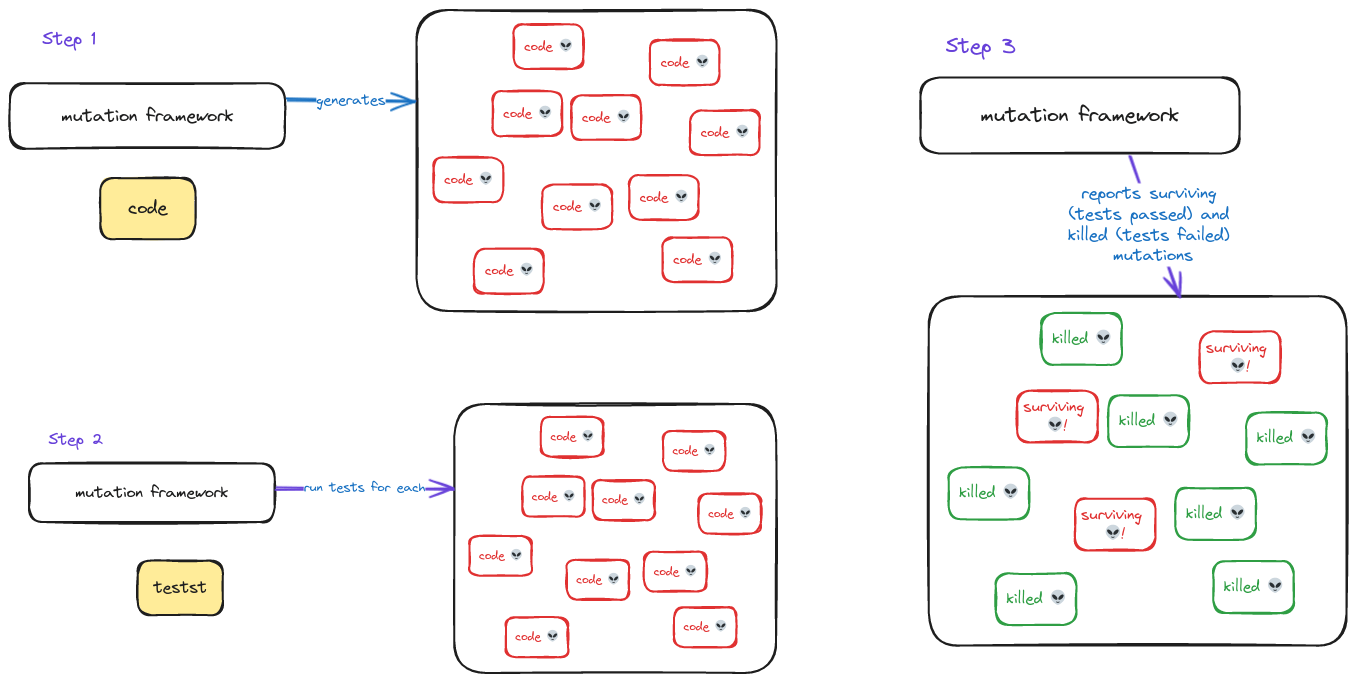 Step 1
mutation framework
generates
code
code 👽
code 👽
code 👽
code 👽
code 👽
code 👽
code 👽
code 👽
code 👽
code 👽
Step 2
mutation framework
run tests for each
testst
code 👽
code 👽
code 👽
code 👽
code 👽
code 👽
code 👽
code 👽
code 👽
code 👽
Step 3
mutation framework
reports surviving
(tests passed) and
killed (tests failed)
mutations
killed 👽
surviving
👽!
surviving
👽!
killed 👽
killed 👽
killed 👽
surviving
👽!
killed 👽
killed 👽
killed 👽